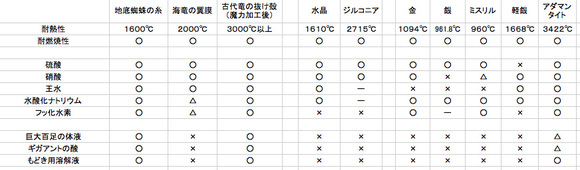 地底蜘蛛の糸 海竜の翼膜 古代竜の抜け殻 水晶 ジルコニア 金 銀 ミスリル 軽銀 アダマン
(魔力加工後) タイト
耐熱性 1600℃ 2000℃ 3000℃以上 1610℃ 2715℃ 1094℃ 961.8℃ 960℃ 1668℃ 3422℃
耐燃焼性 〇 〇 〇 〇 〇 〇 〇 〇 〇 〇
硫酸 〇 〇 〇 〇 〇 〇 〇 〇 × 〇
硝酸 〇 〇 〇 〇 〇 〇 × △ 〇 〇
王水 〇 〇 〇 〇 ー × × × 〇 〇
水酸化ナトリウム 〇 △ 〇 〇 ー 〇 〇 〇 〇 〇
フッ化水素 〇 △ 〇 × × 〇 ー 〇 × 〇
巨大百足の体液 〇 × 〇 × × × × × × △
ギガアントの酸 〇 × 〇 × × × × × × △
もどき用溶解液 〇 × 〇 × × × × × × 〇